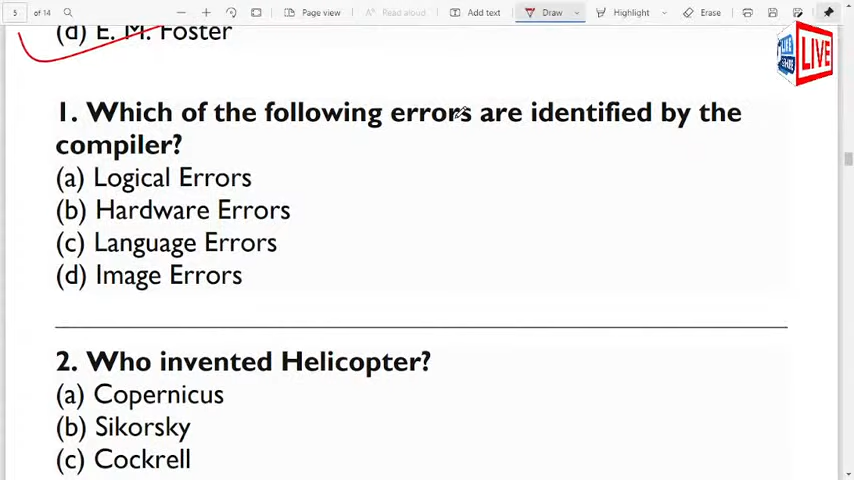 5 of 14 Page view Read aloud Add text Draw Highlight Erase
(d) E. M. Foster
LIVE
1. Which of the following errors are identified by the
compiler?
(a) Logical Errors
(b) Hardware Errors
(c) Language Errors
(d) Image Errors
2. Who invented Helicopter?
(a) Copernicus
(b) Sikorsky
(c) Cockrell